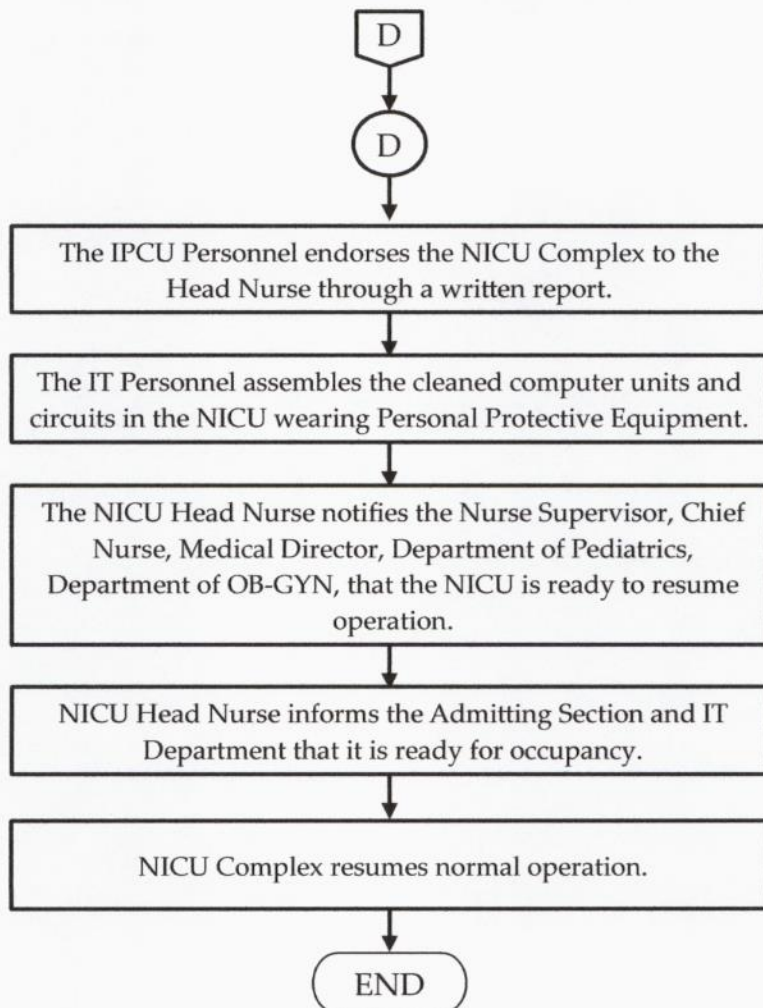 D
D
The IPCU Personnel endorses the NICU Complex to the
Head Nurse through a written report.
The IT Personnel assembles the cleaned computer units and
circuits in the NICU wearing Personal Protective Equipment.
The NICU Head Nurse notifies the Nurse Supervisor, Chief
Nurse, Medical Director, Department of Pediatrics,
Department of OB-GYN, that the NICU is ready to resume
operation.
NICU Head Nurse informs the Admitting Section and IT
Department that it is ready for occupancy.
NICU Complex resumes normal operation.
END